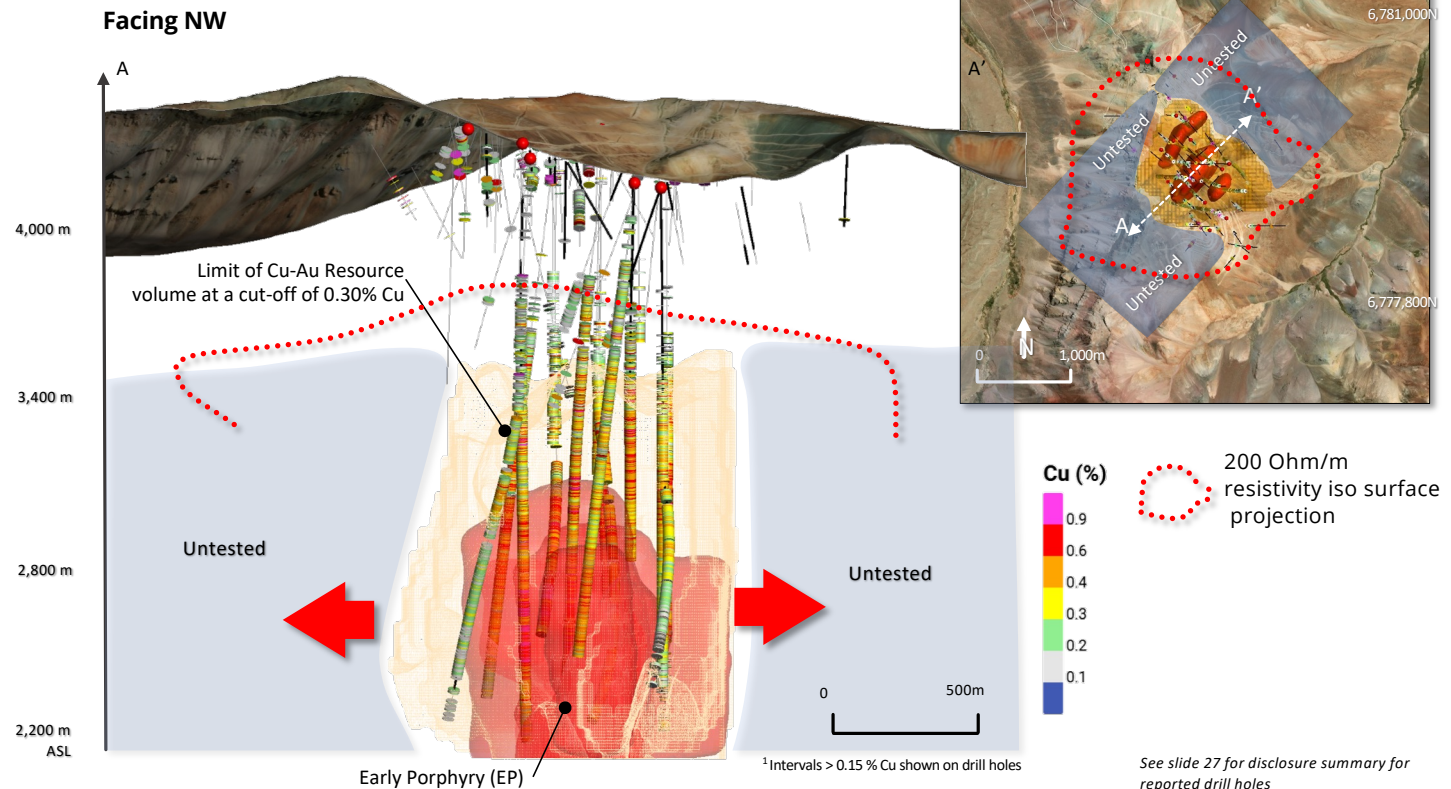 Facing NW
A
4,000 m
3,400 m
2,800 m
2,200 m
ASL
Limit of Cu-Au Resource
volume at a cut-off of 0.30% Cu
Untested
Untested
Early Porphyry (EP)
0 500m
1 Intervals > 0.15 % Cu shown on drill holes
A'
6,781,000N
Untested
A'
Untested
A
Untested
6,777,800N
N
0 1,000m
Cu (%)
0.9
0.6
0.4
0.3
0.2
0.1
200 Ohm/m
resistivity iso surface
projection
See slide 27 for disclosure summary for
reported drill holes